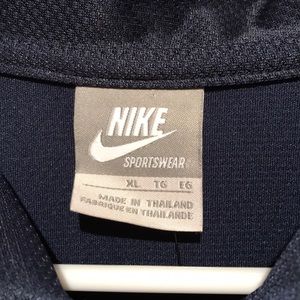 NIKE
SPORTSWEAR
XL TG EG
MADE IN THAILAND
FABRIQUE EN THAILANDE